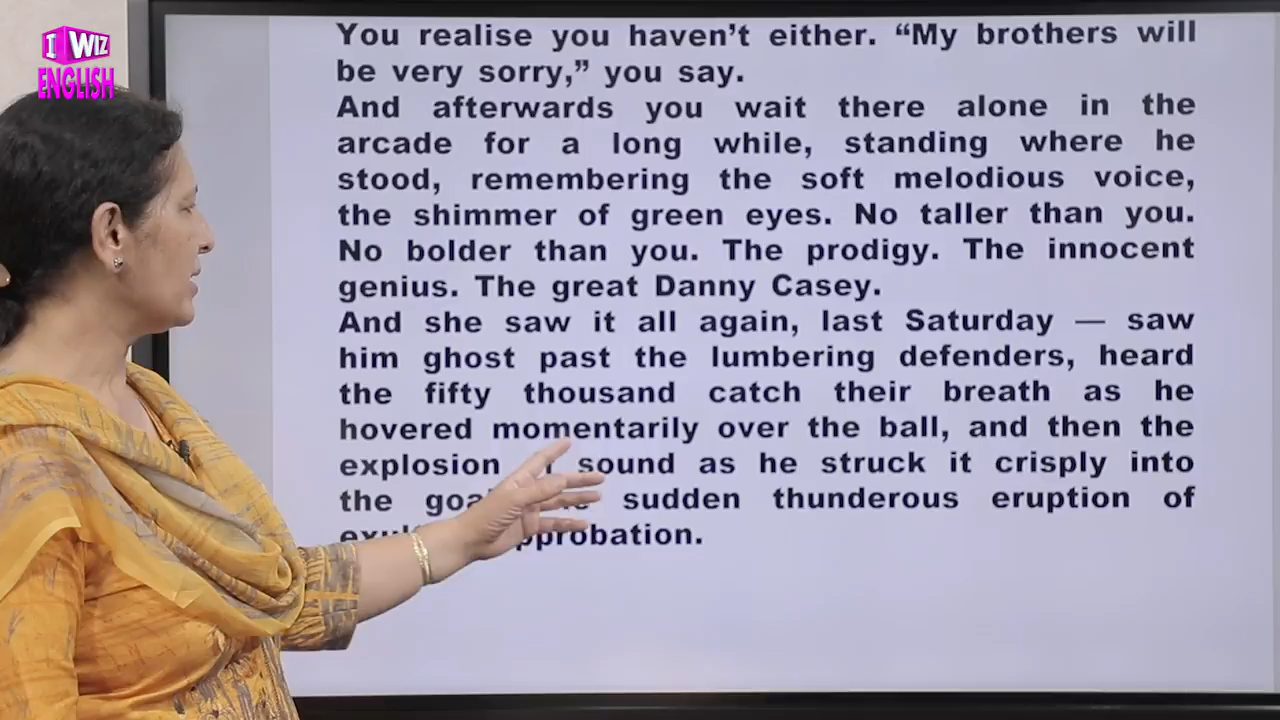 I WIZ
ENGLISH
You realise you haven't either. “My brothers will
be very sorry,” you say.
And afterwards you wait there alone in the
arcade for a long while, standing where he
stood, remembering the soft melodious voice,
the shimmer of green eyes. No taller than you.
No bolder than you. The prodigy. The innocent
genius. The great Danny Casey.
And she saw it all again, last Saturday — saw
him ghost past the lumbering defenders, heard
the fifty thousand catch their breath as he
hovered momentarily over the ball, and then the
explosion sound as he struck it crisply into
the sudden thunderous eruption of
approbation.